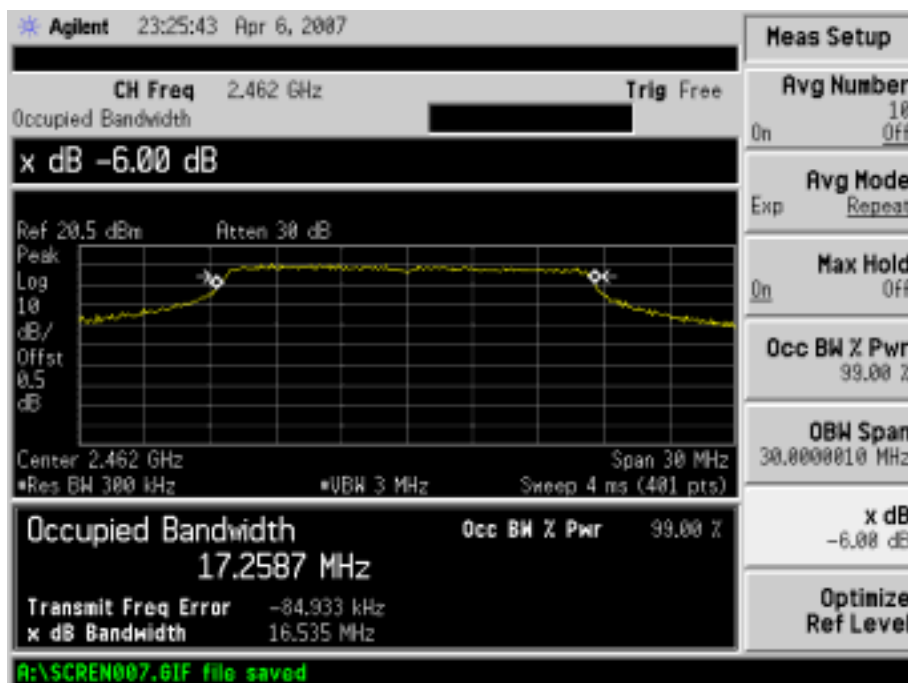 Agilent 23:25:43 Apr 6, 2007
CH Freq 2.462 GHz Trig Free
Occupied Bandwidth
x dB -6.00 dB
Ref 20.5 dBm Atten 30 dB
Peak
Log
10
dB/
Offst
0.5
dB
Center 2.462 GHz Span 30 MHz
*Res BW 300 kHz *VBW 3 MHz Sweep 4 ms (401 pts)
Occupied Bandwidth Occ BW % Pwr 99.00 %
17.2587 MHz
Transmit Freq Error -84.933 kHz
x dB Bandwidth 16.535 MHz
A:\SCREN007.GIF file saved
Meas Setup
Avg Number
10
On Off
Avg Mode
Exp Repeat
Max Hold
On Off
Occ BW % Pwr
99.00 %
OBW Span
30.0000010 MHz
x dB
-6.00 dB
Optimize
Ref Level